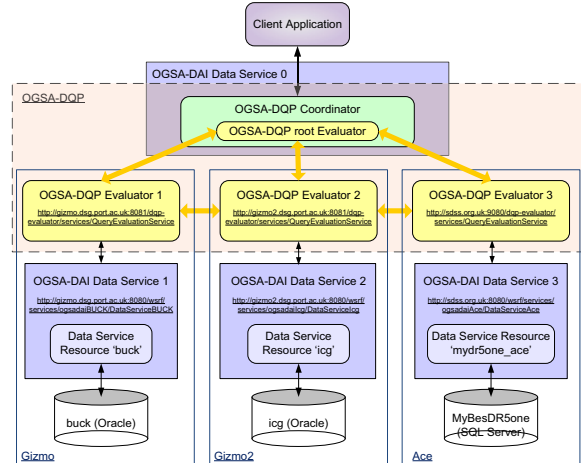 Client Application
OGSA-DAI Data Service 0
OGSA-DQP
OGSA-DQP Coordinator
OGSA-DQP root Evaluator
OGSA-DQP Evaluator 1
http://gizmo.dsg.port.ac.uk:8081/dqp-
evaluator/services/QueryEvaluationService
OGSA-DQP Evaluator 2
http://gizmo2.dsg.port.ac.uk:8081/dqp-
evaluator/services/QueryEvaluationService
OGSA-DQP Evaluator 3
http://sdss.org.uk:9080/dqp-evaluator/
services/QueryEvaluationService
OGSA-DAI Data Service 1
http://gizmo.dsg.port.ac.uk:8080/wsrf/
services/ogsadaiBUCK/DataServiceBUCK
Data Service
Resource ‘buck’
OGSA-DAI Data Service 2
http://gizmo2.dsg.port.ac.uk:8080/wsrf/
services/ogsadaiIcg/DataServiceIcg
Data Service
Resource ‘icg’
OGSA-DAI Data Service 3
http://sdss.org.uk:8080/wsrf/services/
ogsadaiAce/DataServiceAce
Data Service Resource
‘mydr5one_ace’
buck (Oracle)
icg (Oracle)
MyBesDR5one
(SQL Server)
Gizmo
Gizmo2
Ace